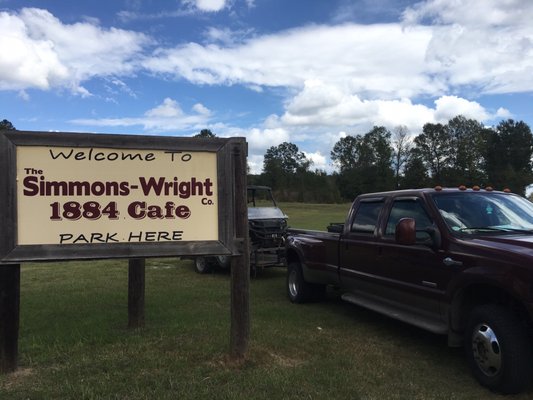 Welcome To
The Simmons-Wright Co.
1884 Cafe
PARK HERE